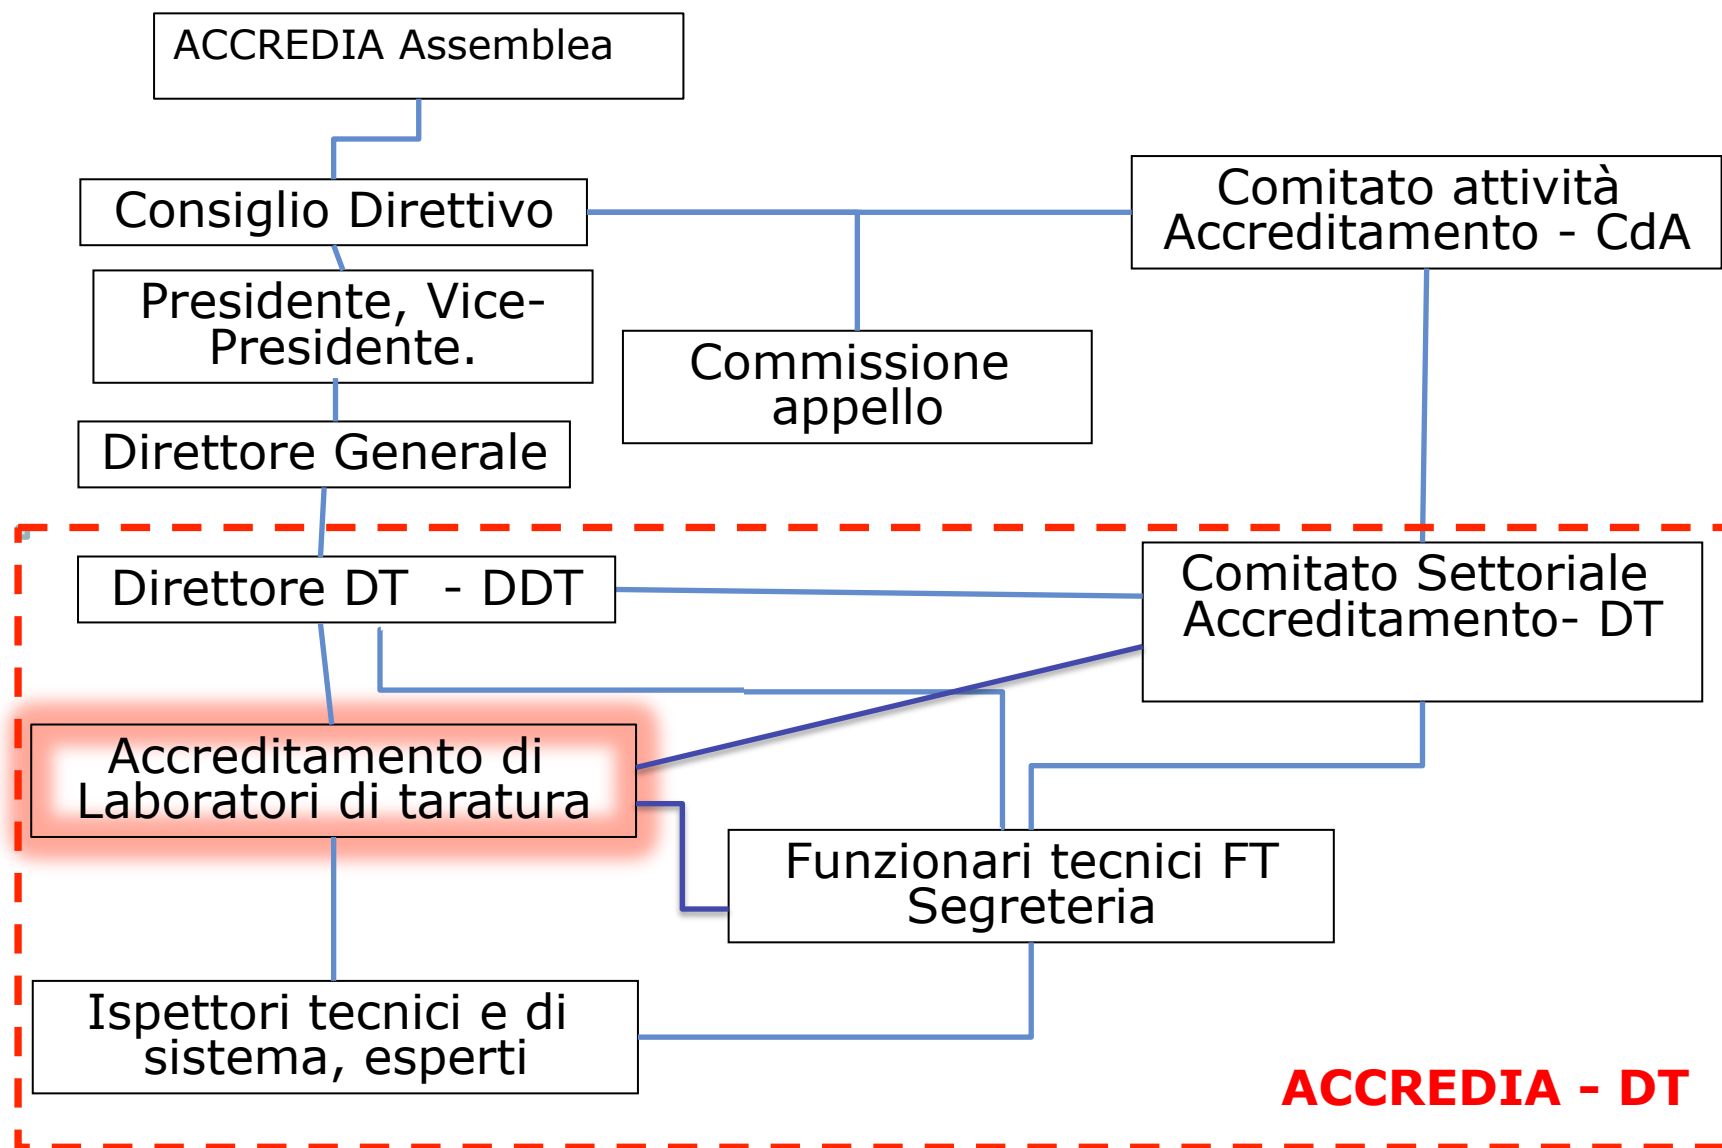 ACCREDIA Assemblea
Consiglio Direttivo
Comitato attività
Accreditamento - CdA
Presidente, Vice-
Presidente.
Commissione
appello
Direttore Generale
Direttore DT - DDT
Comitato Settoriale
Accreditamento- DT
Accreditamento di
Laboratori di taratura
Funzionari tecnici FT
Segreteria
Ispettori tecnici e di
sistema, esperti
ACCREDIA - DT